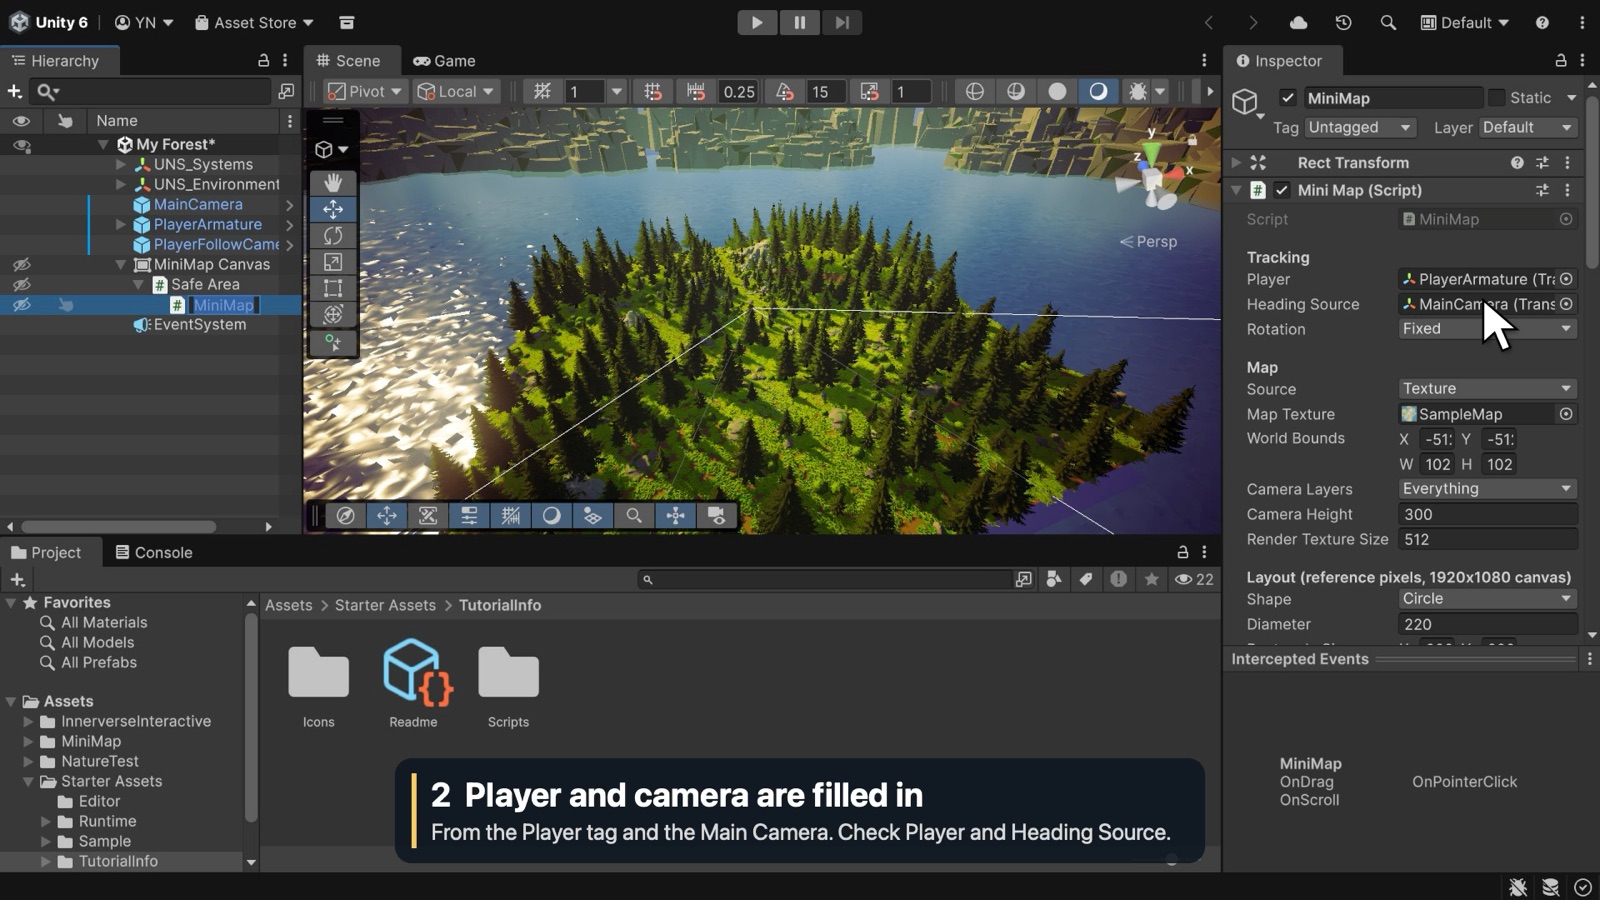 Unity 6
YN
Asset Store
Default
Hierarchy
Scene
Game
Inspector
Pivot
Local
1
0.25
15
1
Name
My Forest*
UNS_Systems
UNS_Environment
MainCamera
PlayerArmature
PlayerFollowCame
MiniMap Canvas
Safe Area
MiniMap
EventSystem
y
z
x
Persp
MiniMap
Static
Tag
Untagged
Layer
Default
Rect Transform
Mini Map (Script)
Script
MiniMap
Tracking
Player
PlayerArmature (Tra
Heading Source
MainCamera (Trans
Rotation
Fixed
Map
Source
Texture
Map Texture
SampleMap
World Bounds
X -51 Y -51
W 102 H 102
Camera Layers
Everything
Camera Height
300
Render Texture Size
512
Layout (reference pixels, 1920x1080 canvas)
Shape
Circle
Diameter
220
Intercepted Events
MiniMap
OnDrag
OnPointerClick
OnScroll
Project
Console
22
Favorites
All Materials
All Models
All Prefabs
Assets
InnerverseInteractive
MiniMap
NatureTest
Starter Assets
Editor
Runtime
Sample
TutorialInfo
Assets > Starter Assets > TutorialInfo
Icons
Readme
Scripts
2 Player and camera are filled in
From the Player tag and the Main Camera. Check Player and Heading Source.